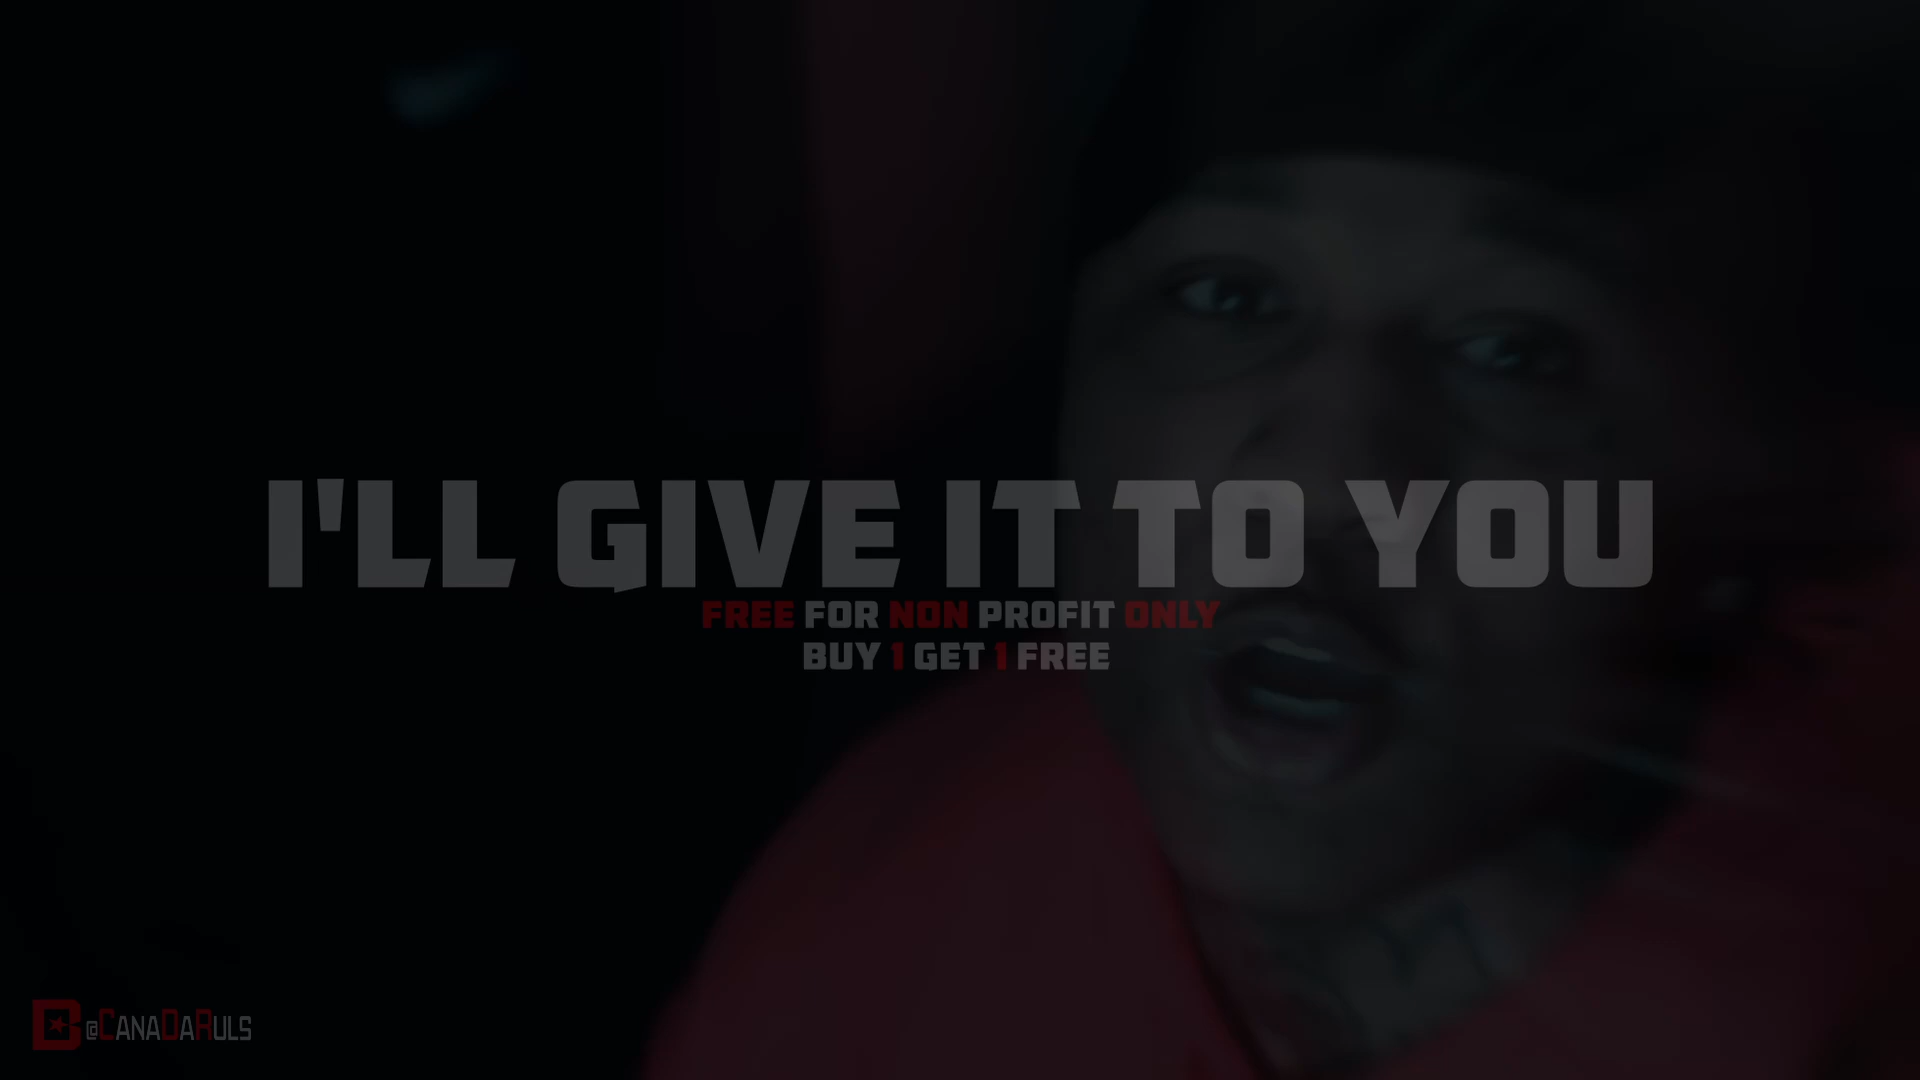 I'LL GIVE IT TO YOU
FREE FOR NON PROFIT ONLY
BUY 1 GET 1 FREE
@CANADARULS